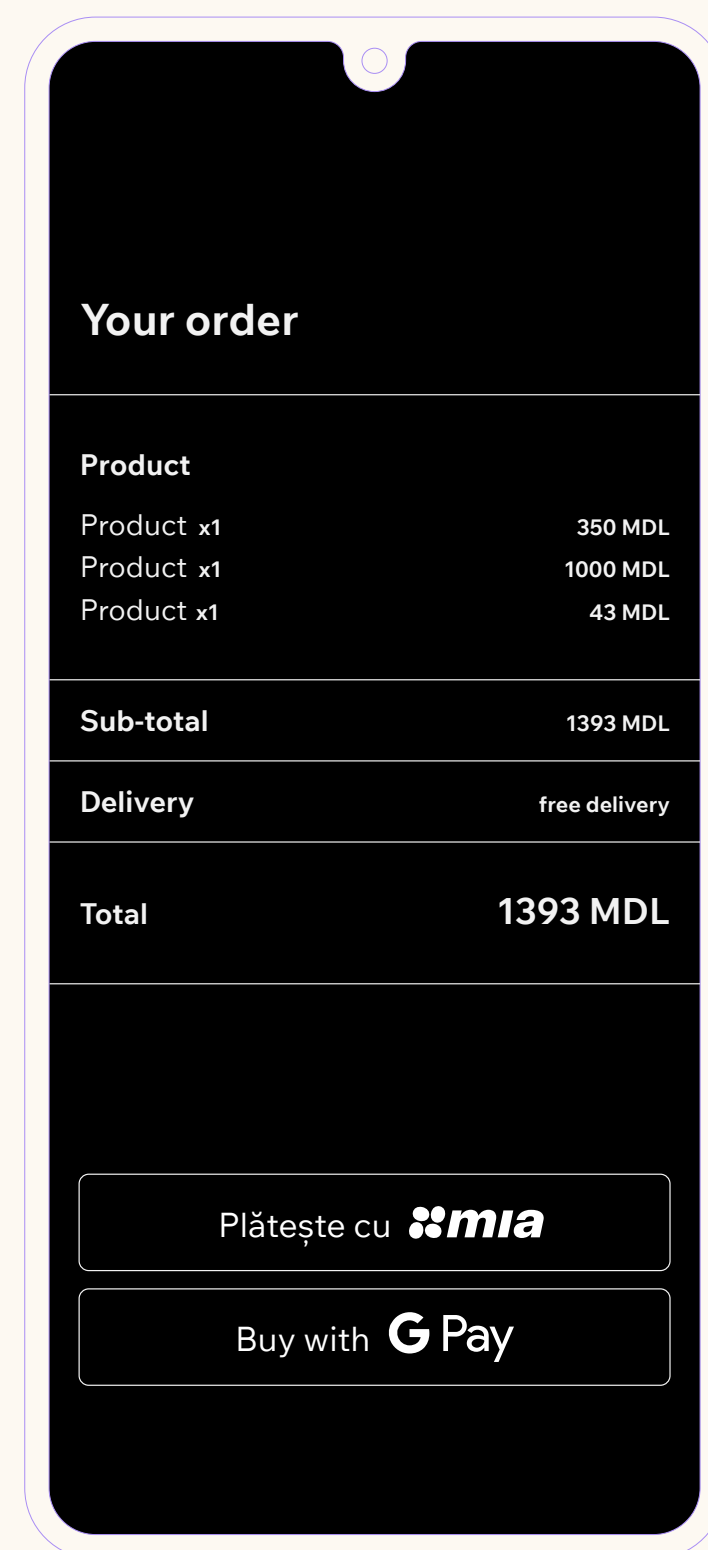 Your order
Product
Product x1 350 MDL
Product x1 1000 MDL
Product x1 43 MDL
Sub-total 1393 MDL
Delivery free delivery
Total 1393 MDL
Plătește cu mia
Buy with G Pay